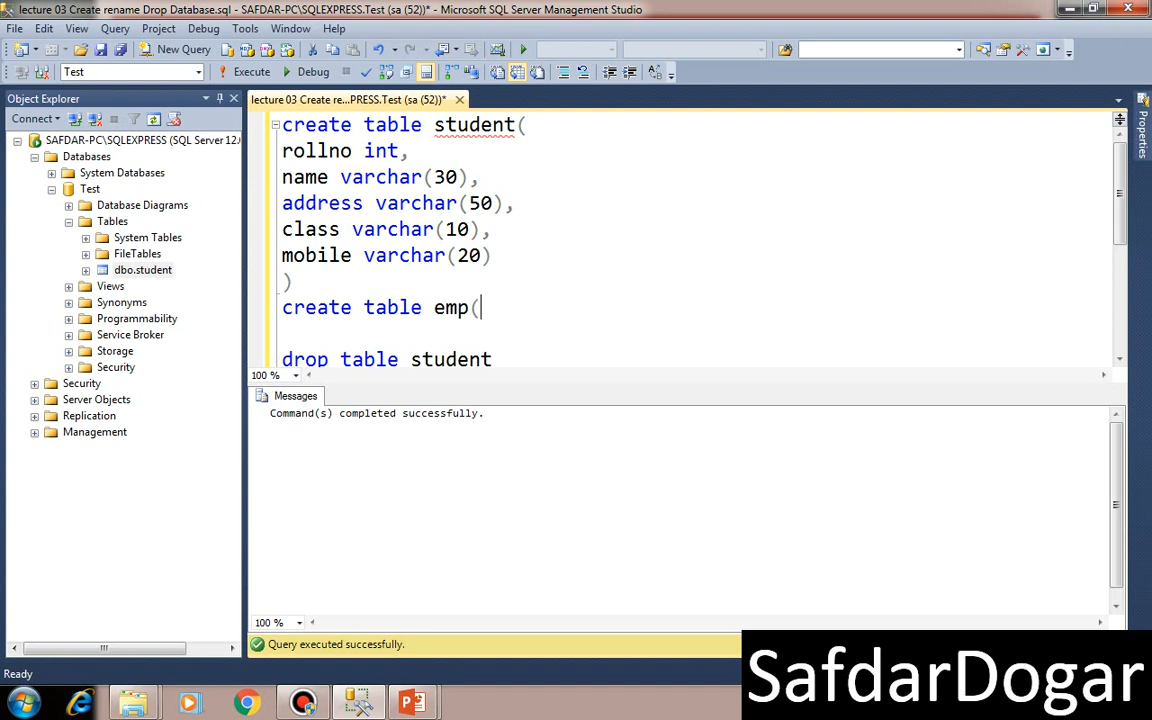 lecture 03 Create rename Drop Database.sql - SAFDAR-PC\SQLEXPRESS.Test (sa (52))* - Microsoft SQL Server Management Studio
File Edit View Query Project Debug Tools Window Help
New Query
Test Execute Debug
Object Explorer
lecture 03 Create re...PRESS.Test (sa (52))*
Connect
SAFDAR-PC\SQLEXPRESS (SQL Server 12.
Databases
System Databases
Test
Database Diagrams
Tables
System Tables
FileTables
dbo.student
Views
Synonyms
Programmability
Service Broker
Storage
Security
Security
Server Objects
Replication
Management
create table student(
rollno int,
name varchar(30),
address varchar(50),
class varchar(10),
mobile varchar(20)
)
create table emp(
drop table student
100 %
Messages
Command(s) completed successfully.
100 %
Query executed successfully.
Properties
Ready
SafdarDogar